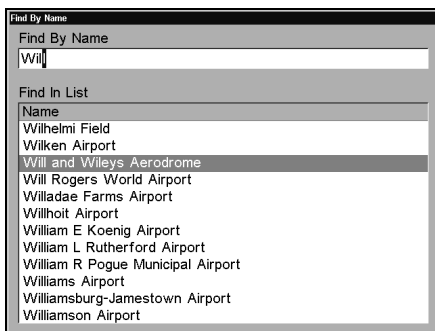 Find By Name
Find By Name
Will
Find In List
Name
Wilhelmi Field
Wilken Airport
Will and Wileys Aerodrome
Will Rogers World Airport
Willadae Farms Airport
Willhoit Airport
William E Koenig Airport
William L Rutherford Airport
William R Pogue Municipal Airport
Williams Airport
Williamsburg-Jamestown Airport
Williamson Airport